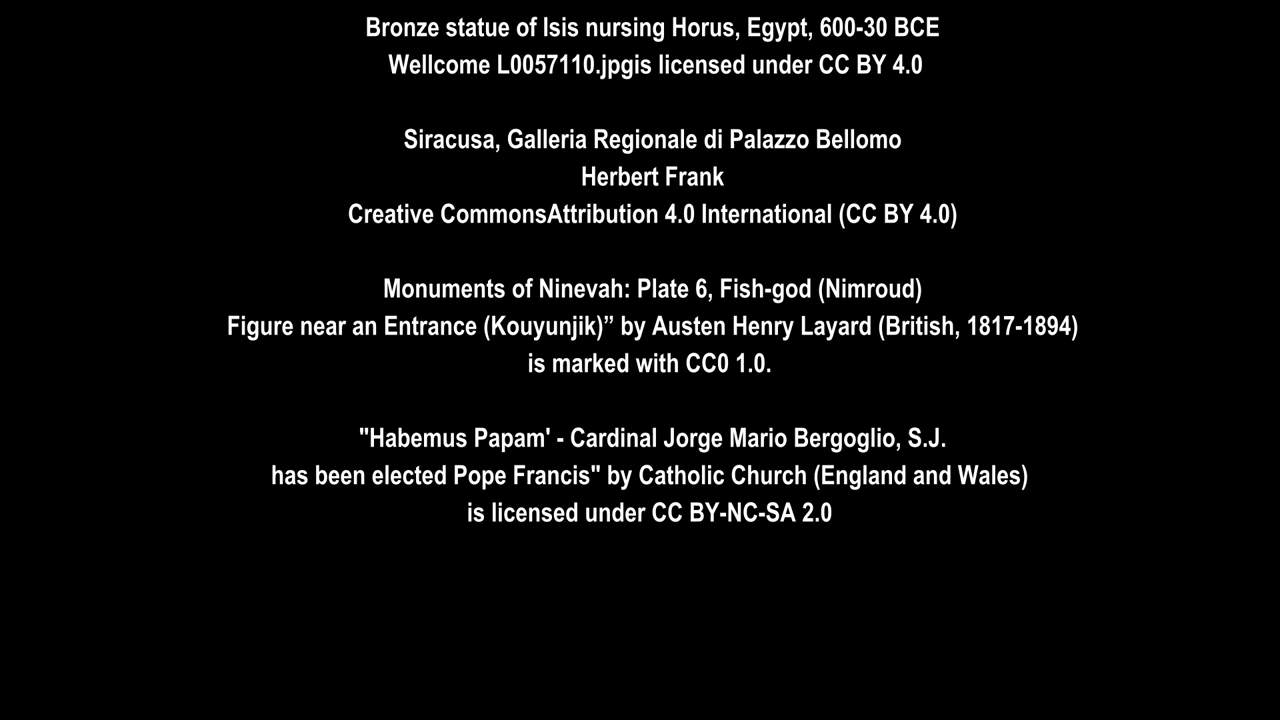 Bronze statue of Isis nursing Horus, Egypt, 600-30 BCE
Wellcome L0057110.jpgis licensed under CC BY 4.0
Siracusa, Galleria Regionale di Palazzo Bellomo
Herbert Frank
Creative CommonsAttribution 4.0 International (CC BY 4.0)
Monuments of Ninevah: Plate 6, Fish-god (Nimroud)
Figure near an Entrance (Kouyunjik)” by Austen Henry Layard (British, 1817-1894)
is marked with CC0 1.0.
"Habemus Papam' - Cardinal Jorge Mario Bergoglio, S.J.
has been elected Pope Francis" by Catholic Church (England and Wales)
is licensed under CC BY-NC-SA 2.0